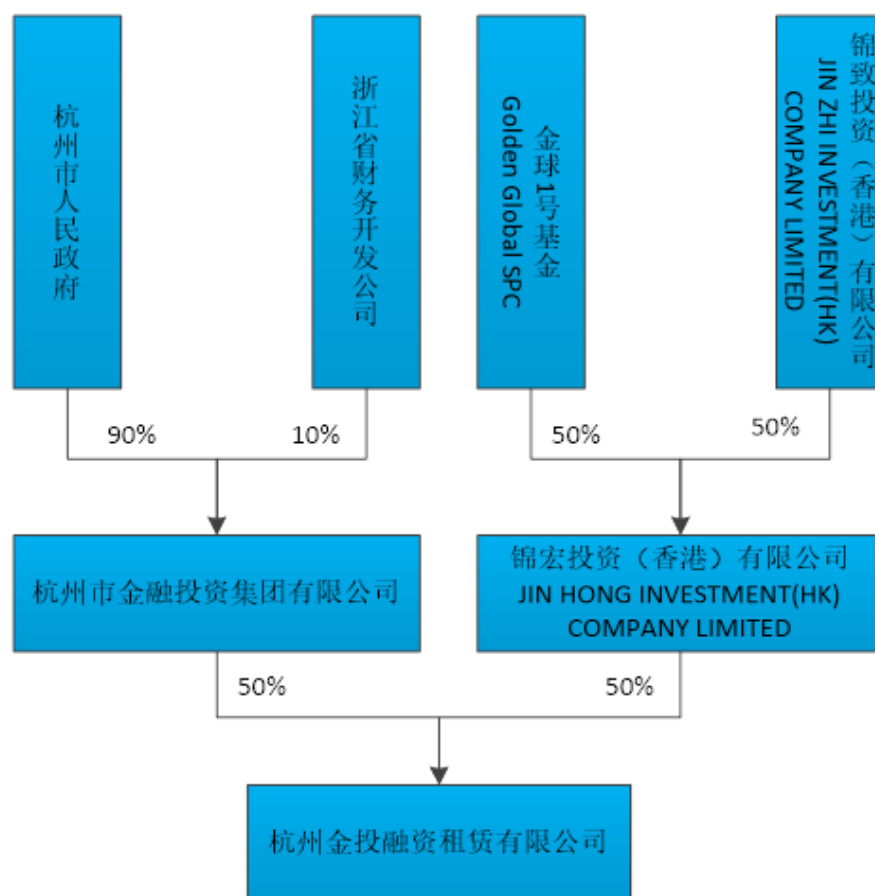 杭州市人民政府
浙江省财务开发公司
金球1号基金
Golden Global SPC
锦致投资（香港）有限公司
JIN ZHI INVESTMENT(HK)
COMPANY LIMITED
90%
10%
50%
50%
杭州市金融投资集团有限公司
锦宏投资（香港）有限公司
JIN HONG INVESTMENT(HK)
COMPANY LIMITED
50%
50%
杭州金投融资租赁有限公司